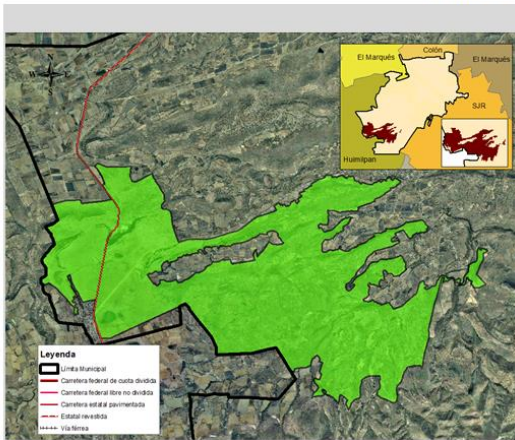 N
W
E
S
Colón
El Marqués
El Marqués
SJR
Huimilpan
Leyenda
Límite Municipal
Carretera federal de cuota dividida
Carretera federal libre no dividida
Carretera estatal pavimentada
Estatal revestida
Vía férrea